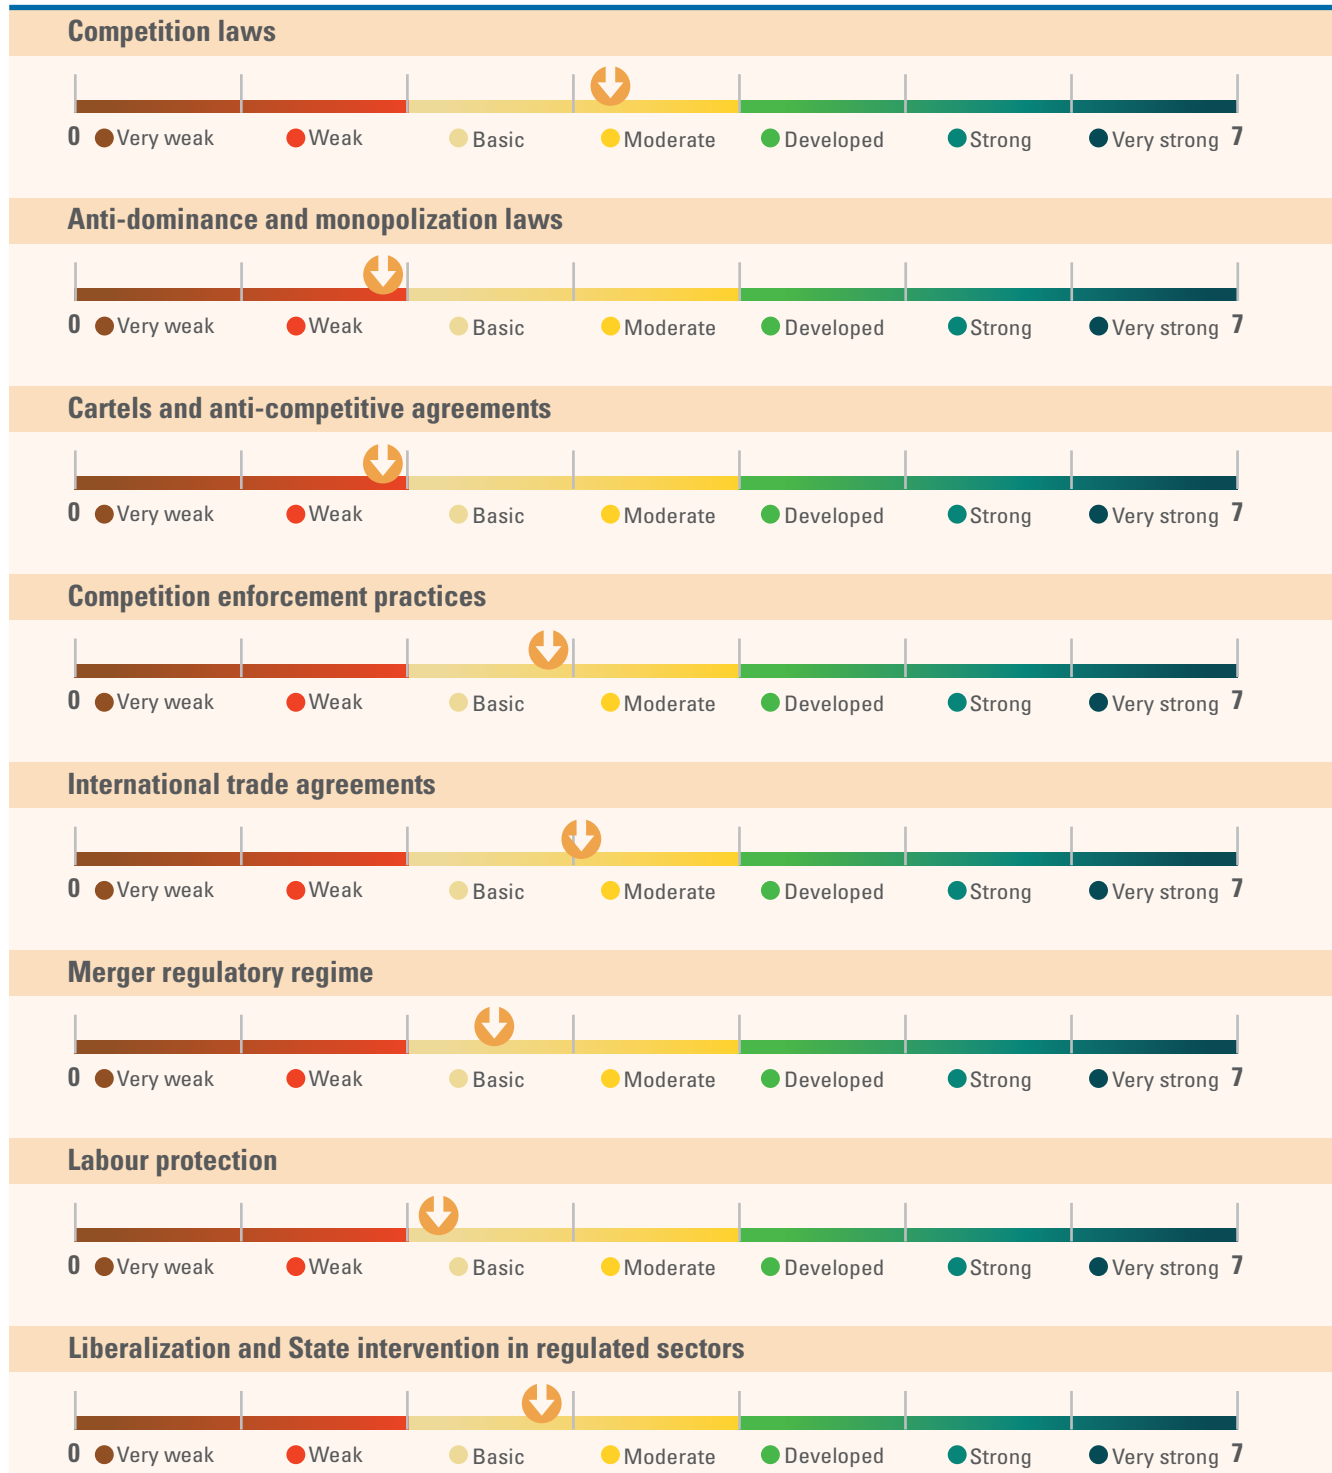 Competition laws
0 Very weak Weak Basic Moderate Developed Strong Very strong 7
Anti-dominance and monopolization laws
0 Very weak Weak Basic Moderate Developed Strong Very strong 7
Cartels and anti-competitive agreements
0 Very weak Weak Basic Moderate Developed Strong Very strong 7
Competition enforcement practices
0 Very weak Weak Basic Moderate Developed Strong Very strong 7
International trade agreements
0 Very weak Weak Basic Moderate Developed Strong Very strong 7
Merger regulatory regime
0 Very weak Weak Basic Moderate Developed Strong Very strong 7
Labour protection
0 Very weak Weak Basic Moderate Developed Strong Very strong 7
Liberalization and State intervention in regulated sectors
0 Very weak Weak Basic Moderate Developed Strong Very strong 7